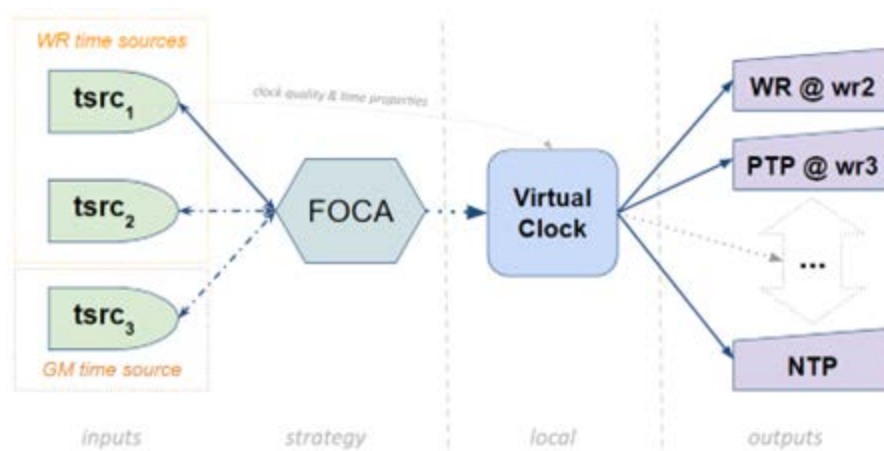 WR time sources
tsrc₁
clock quality & time properties
tsrc₂
tsrc₃
GM time source
FOCA
Virtual
Clock
WR @ wr2
PTP @ wr3
...
NTP
inputs
strategy
local
outputs